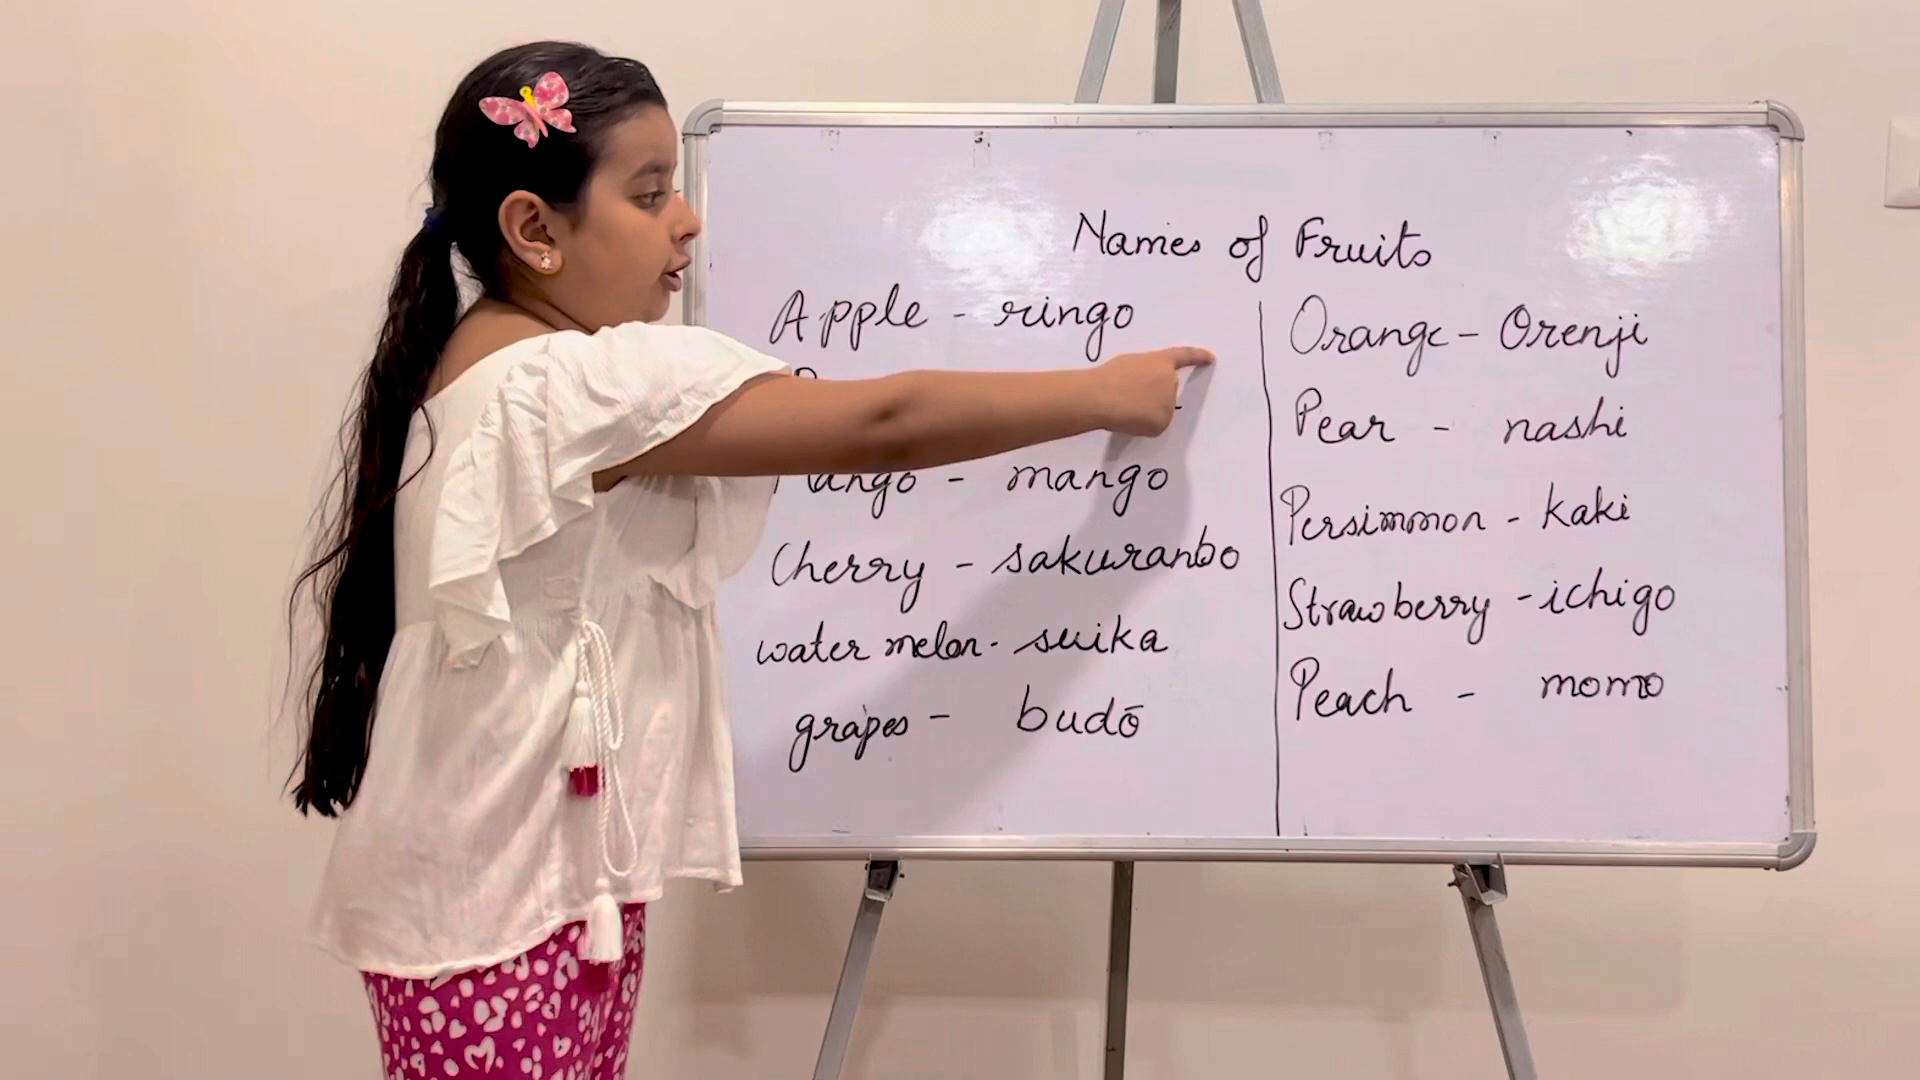 Names of Fruits
Apple - ringo
mango
Cherry - sakuranbo
water melon - suika
grapes - budō
Orange - Orenji
Pear - nashi
Persimmon - kaki
Strawberry - ichigo
Peach - momo